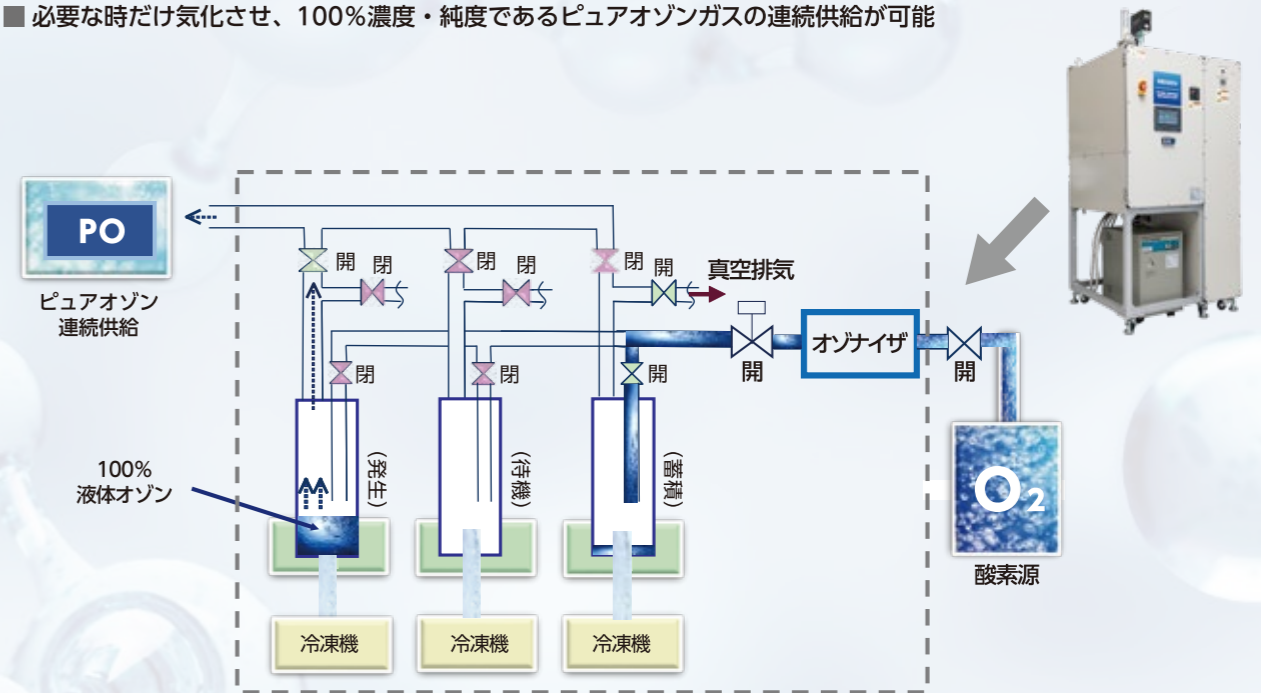 ■ 必要な時だけ気化させ、100%濃度・純度であるピュアオゾンガスの連続供給が可能
PO
ピュアオゾン
連続供給
開
閉
閉
閉
閉
開
真空排気
閉
閉
開
開
オゾナイザ
開
100%
液体オゾン
(発生)
(待機)
(蓄積)
O₂
酸素源
冷凍機
冷凍機
冷凍機